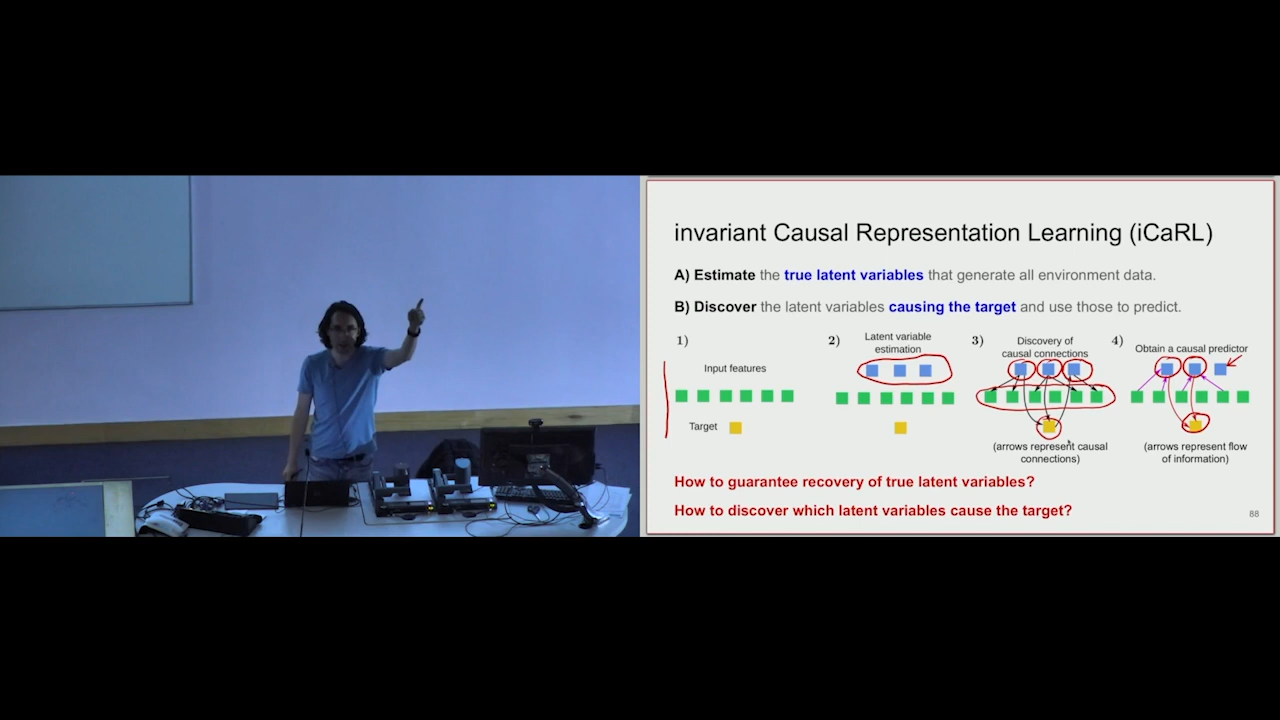 invariant Causal Representation Learning (iCaRL)
A) Estimate the true latent variables that generate all environment data.
B) Discover the latent variables causing the target and use those to predict.
1)
Input features
Target
2)
Latent variable
estimation
3)
Discovery of
causal connections
(arrows represent causal
connections)
4)
Obtain a causal predictor
(arrows represent flow
of information)
How to guarantee recovery of true latent variables?
How to discover which latent variables cause the target?
88